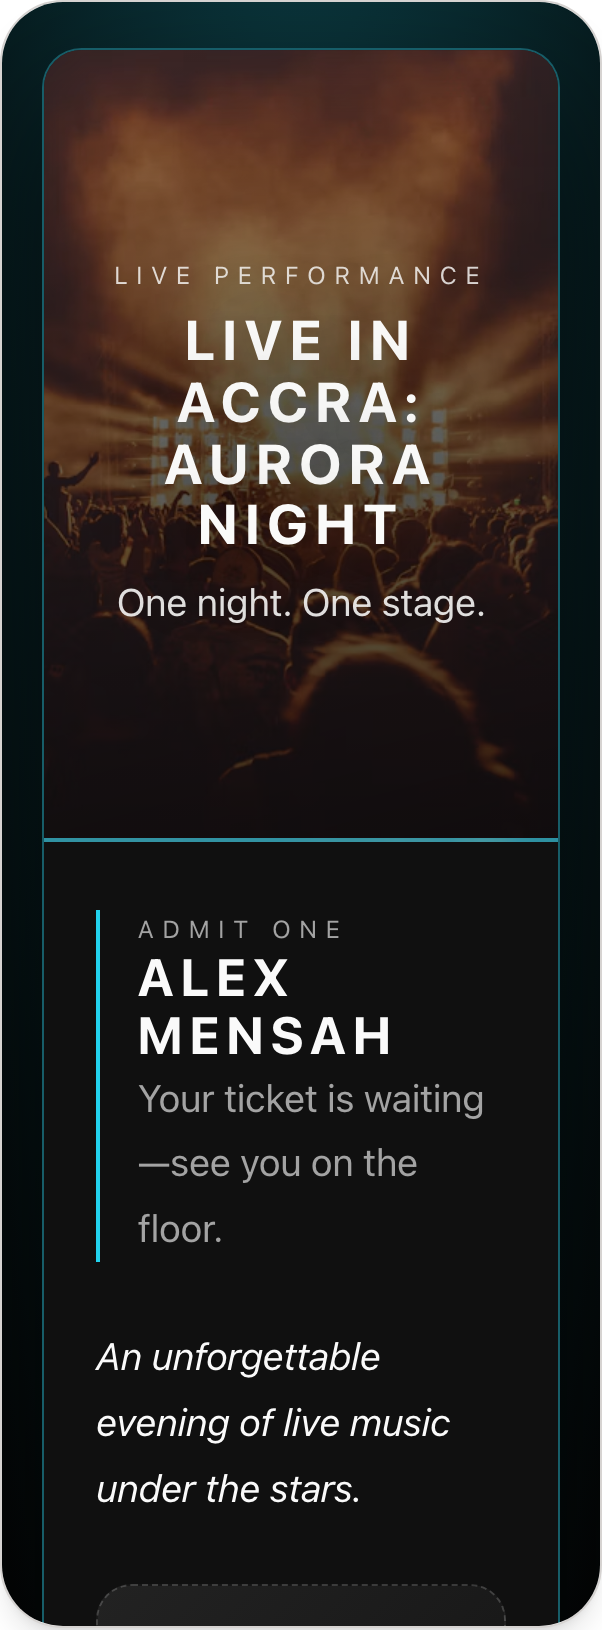 LIVE PERFORMANCE
LIVE IN
ACCRA:
AURORA
NIGHT
One night. One stage.
ADMIT ONE
ALEX
MENSAH
Your ticket is waiting
—see you on the
floor.
An unforgettable
evening of live music
under the stars.